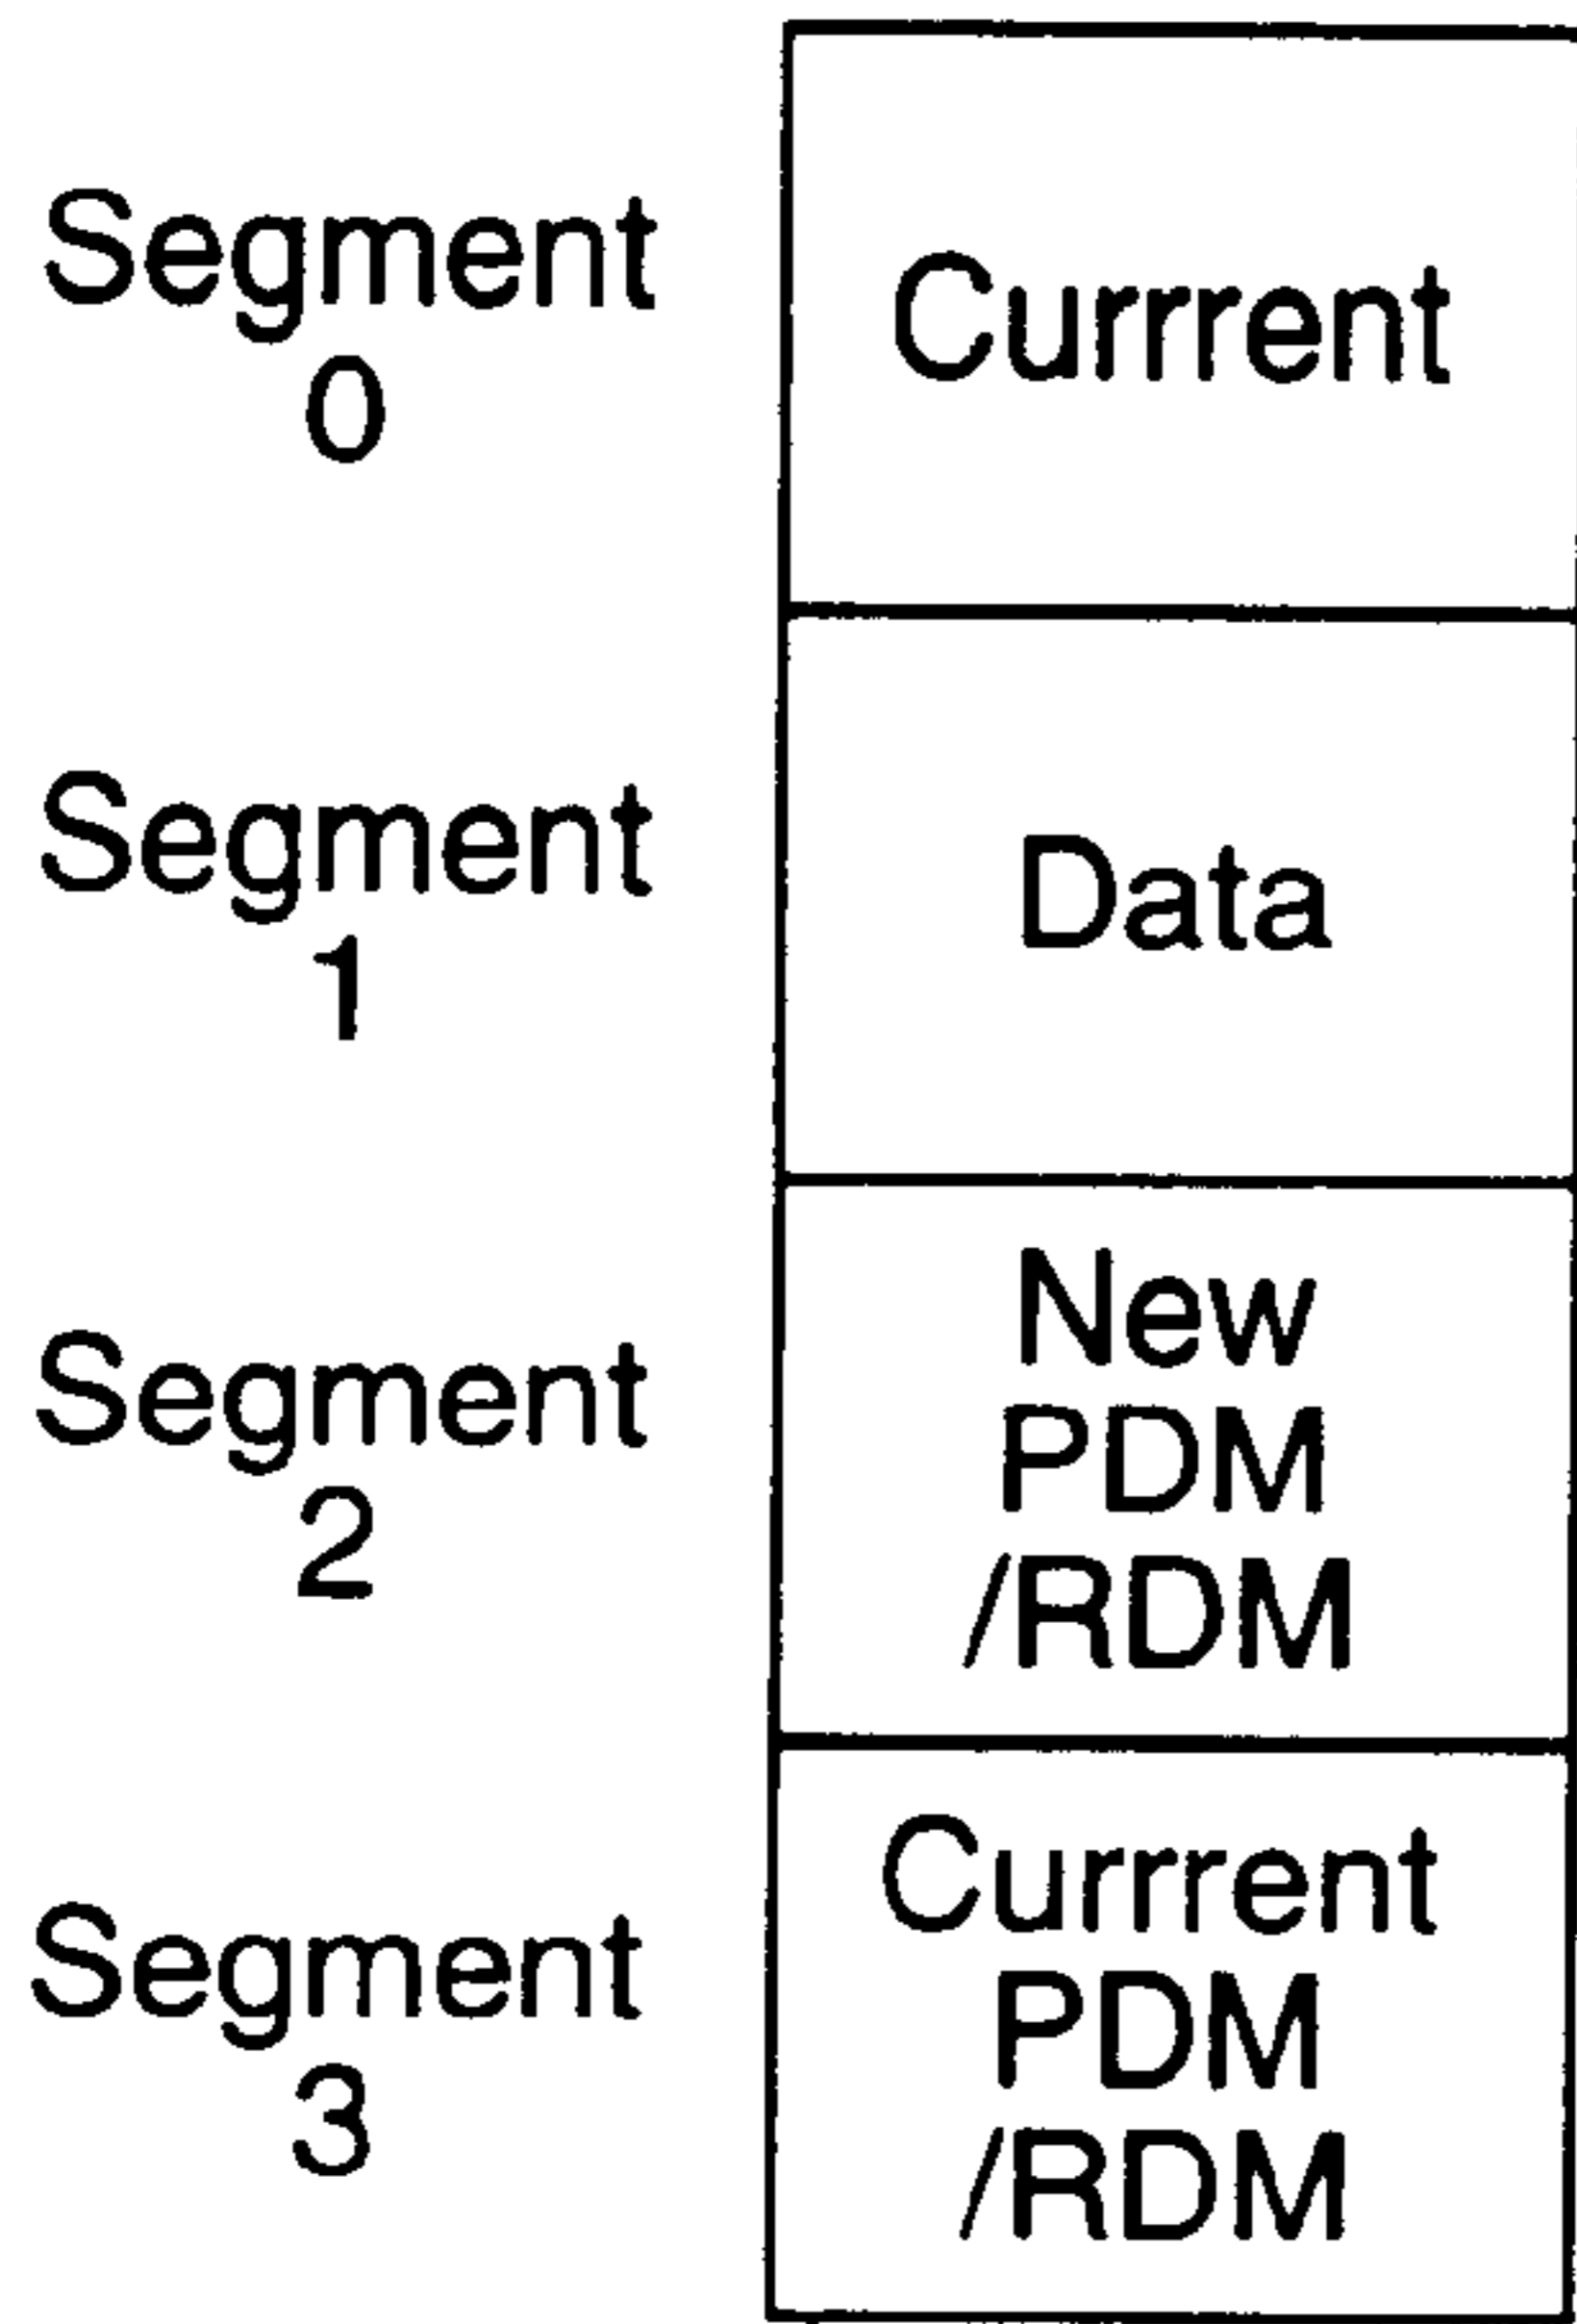 Segment
0
Currrent
Segment
1
Data
Segment
2
New
PDM
/RDM
Segment
3
Currrent
PDM
/RDM